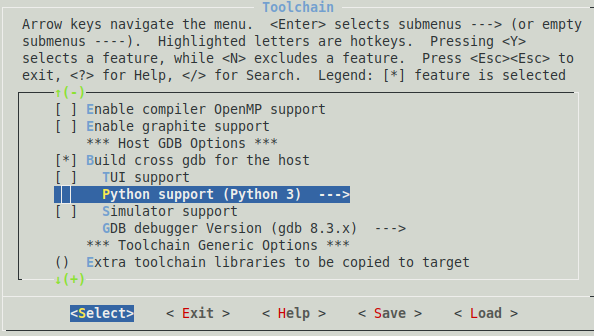 Toolchain
Arrow keys navigate the menu.  <Enter> selects submenus ---> (or empty
submenus ----).  Highlighted letters are hotkeys.  Pressing <Y>
selects a feature, while <N> excludes a feature.  Press <Esc><Esc> to
exit, <?> for Help, </> for Search.  Legend: [*] feature is selected
↑(-)
[ ] Enable compiler OpenMP support
[ ] Enable graphite support
*** Host GDB Options ***
[*] Build cross gdb for the host
[ ]   TUI support
Python support (Python 3)  --->
[ ]   Simulator support
GDB debugger Version (gdb 8.3.x)  --->
*** Toolchain Generic Options ***
()  Extra toolchain libraries to be copied to target
↓(+)
<Select>    < Exit >    < Help >    < Save >    < Load >